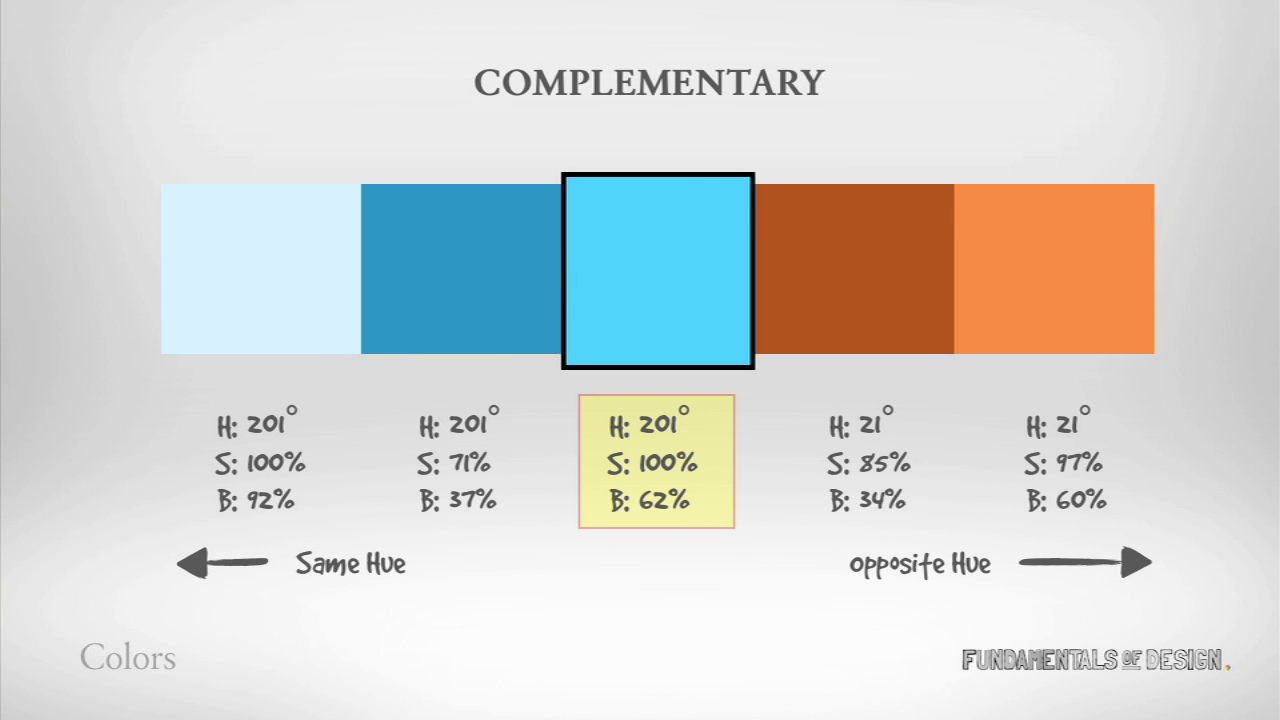 COMPLEMENTARY
H: 201° H: 201° H: 201° H: 21° H: 21°
S: 100% S: 71% S: 100% S: 85% S: 97%
B: 92% B: 37% B: 62% B: 34% B: 60%
Same Hue opposite Hue
Colors FUNDAMENTALS OF DESIGN.